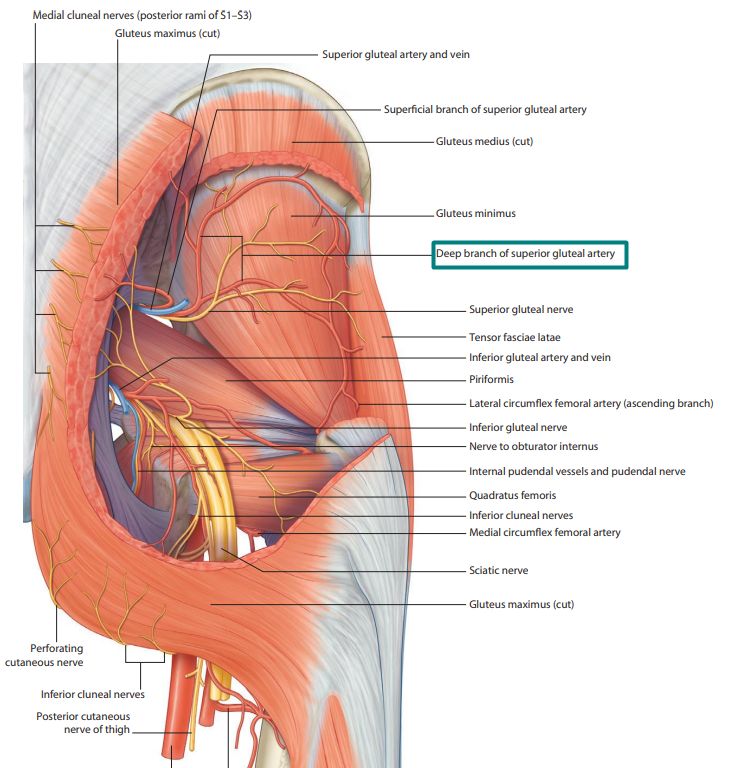 Medial cluneal nerves (posterior rami of S1–S3)
Gluteus maximus (cut)
Superior gluteal artery and vein
Superficial branch of superior gluteal artery
Gluteus medius (cut)
Gluteus minimus
Deep branch of superior gluteal artery
Superior gluteal nerve
Tensor fasciae latae
Inferior gluteal artery and vein
Piriformis
Lateral circumflex femoral artery (ascending branch)
Inferior gluteal nerve
Nerve to obturator internus
Internal pudendal vessels and pudendal nerve
Quadratus femoris
Inferior cluneal nerves
Medial circumflex femoral artery
Sciatic nerve
Gluteus maximus (cut)
Perforating
cutaneous nerve
Inferior cluneal nerves
Posterior cutaneous
nerve of thigh